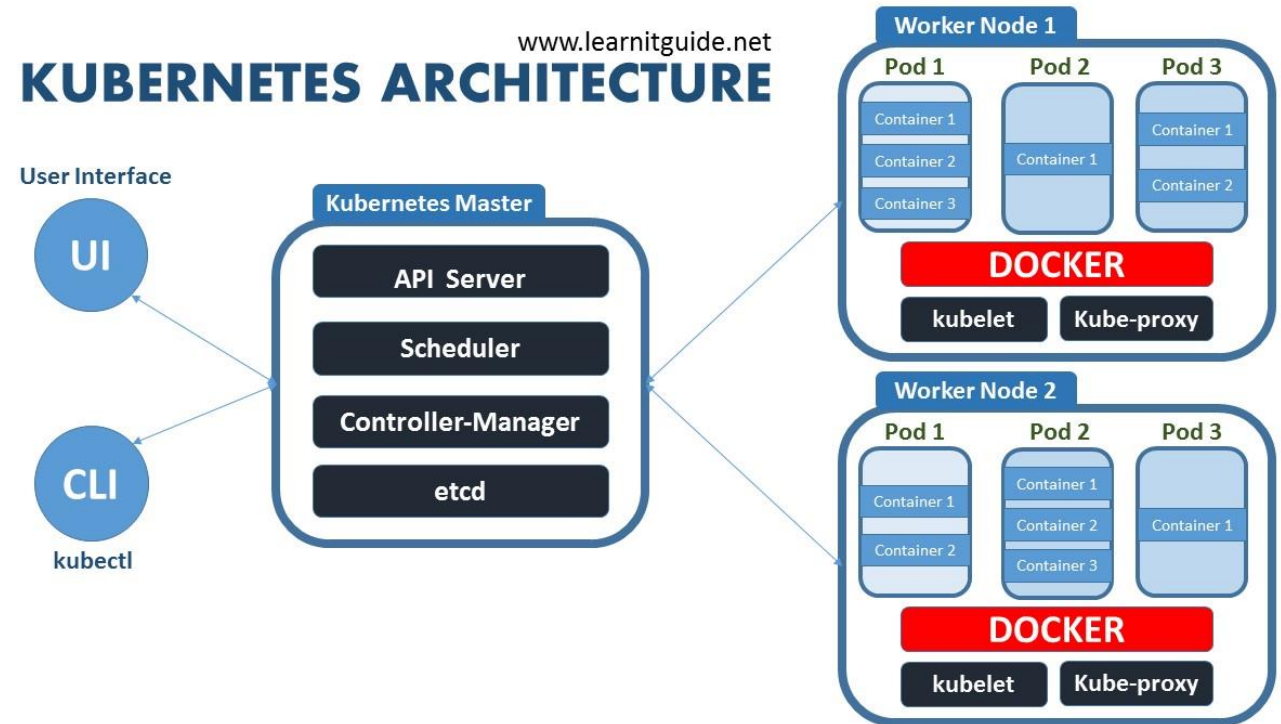 www.learnitguide.net
KUBERNETES ARCHITECTURE
User Interface
UI
CLI
kubectl
Kubernetes Master
API Server
Scheduler
Controller-Manager
etcd
Worker Node 1
Pod 1 Pod 2 Pod 3
Container 1
Container 2
Container 3
Container 1
Container 1
Container 2
DOCKER
kubelet Kube-proxy
Worker Node 2
Pod 1 Pod 2 Pod 3
Container 1
Container 2
Container 1
Container 2
Container 3
Container 1
DOCKER
kubelet Kube-proxy